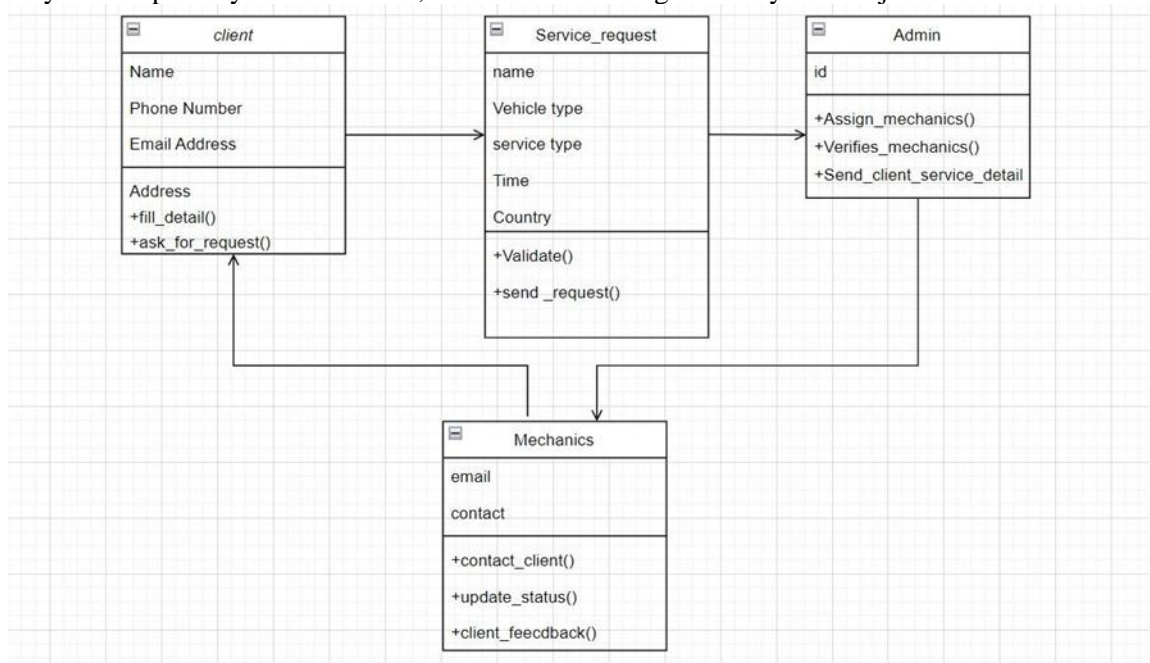 client
Name
Phone Number
Email Address
Address
+fill_detail()
+ask_for_request()
Service_request
name
Vehicle type
service type
Time
Country
+Validate()
+send _request()
Admin
id
+Assign_mechanics()
+Verifies_mechanics()
+Send_client_service_detail
Mechanics
email
contact
+contact_client()
+update_status()
+client_feecdback()